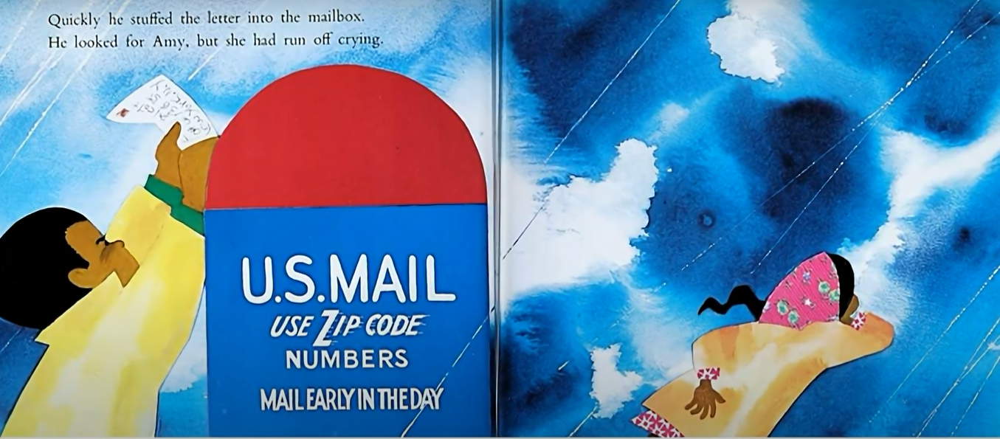 Quickly he stuffed the letter into the mailbox.
He looked for Amy, but she had run off crying.
U.S.MAIL
USE ZIP CODE
NUMBERS
MAIL EARLY IN THE DAY